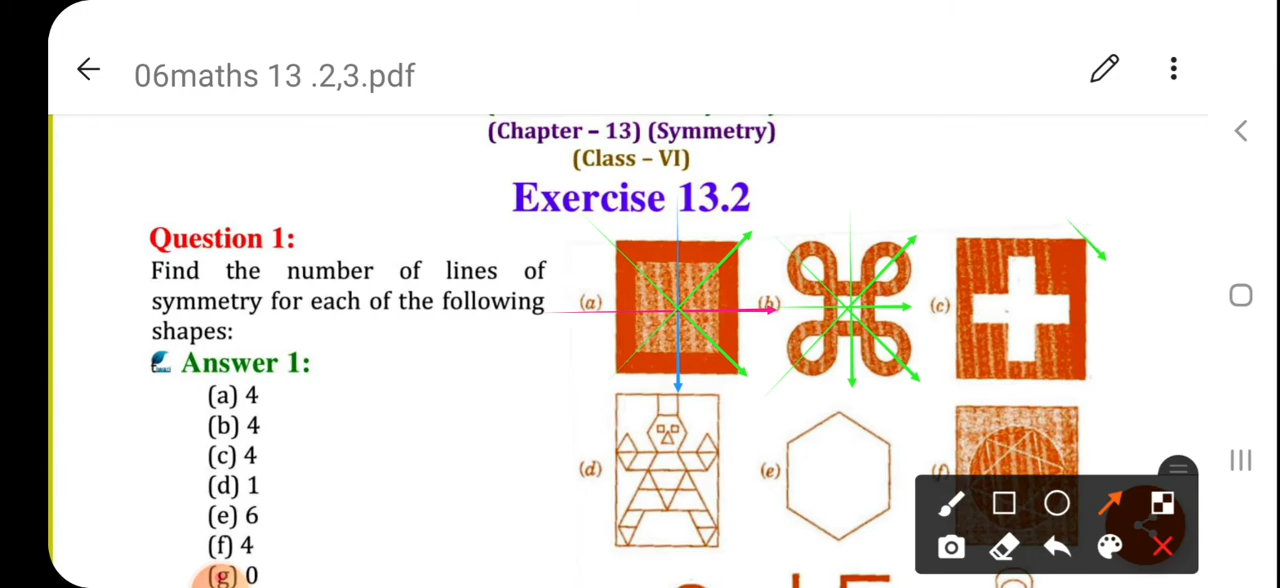 06maths 13 .2,3.pdf
(Chapter – 13) (Symmetry)
(Class – VI)
Exercise 13.2
Question 1:
Find the number of lines of
symmetry for each of the following
shapes:
Answer 1:
(a) 4
(b) 4
(c) 4
(d) 1
(e) 6
(f) 4
(g) 0
(a)
(b)
(c)
(d)
(e)
(f)